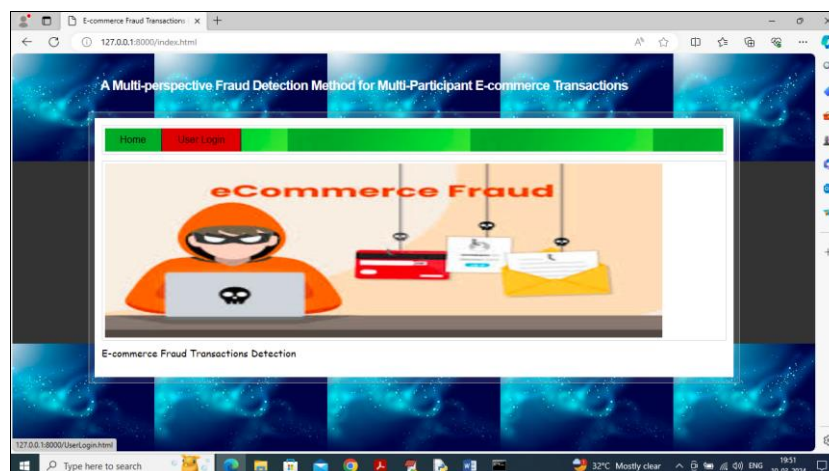 E-commerce Fraud Transactions
127.0.0.1:8000/index.html
A Multi-perspective Fraud Detection Method for Multi-Participant E-commerce Transactions
Home User Login
eCommerce Fraud
E-commerce Fraud Transactions Detection
127.0.0.1:8000/UserLogin.html
Type here to search 32°C Mostly clear ENG 19:51